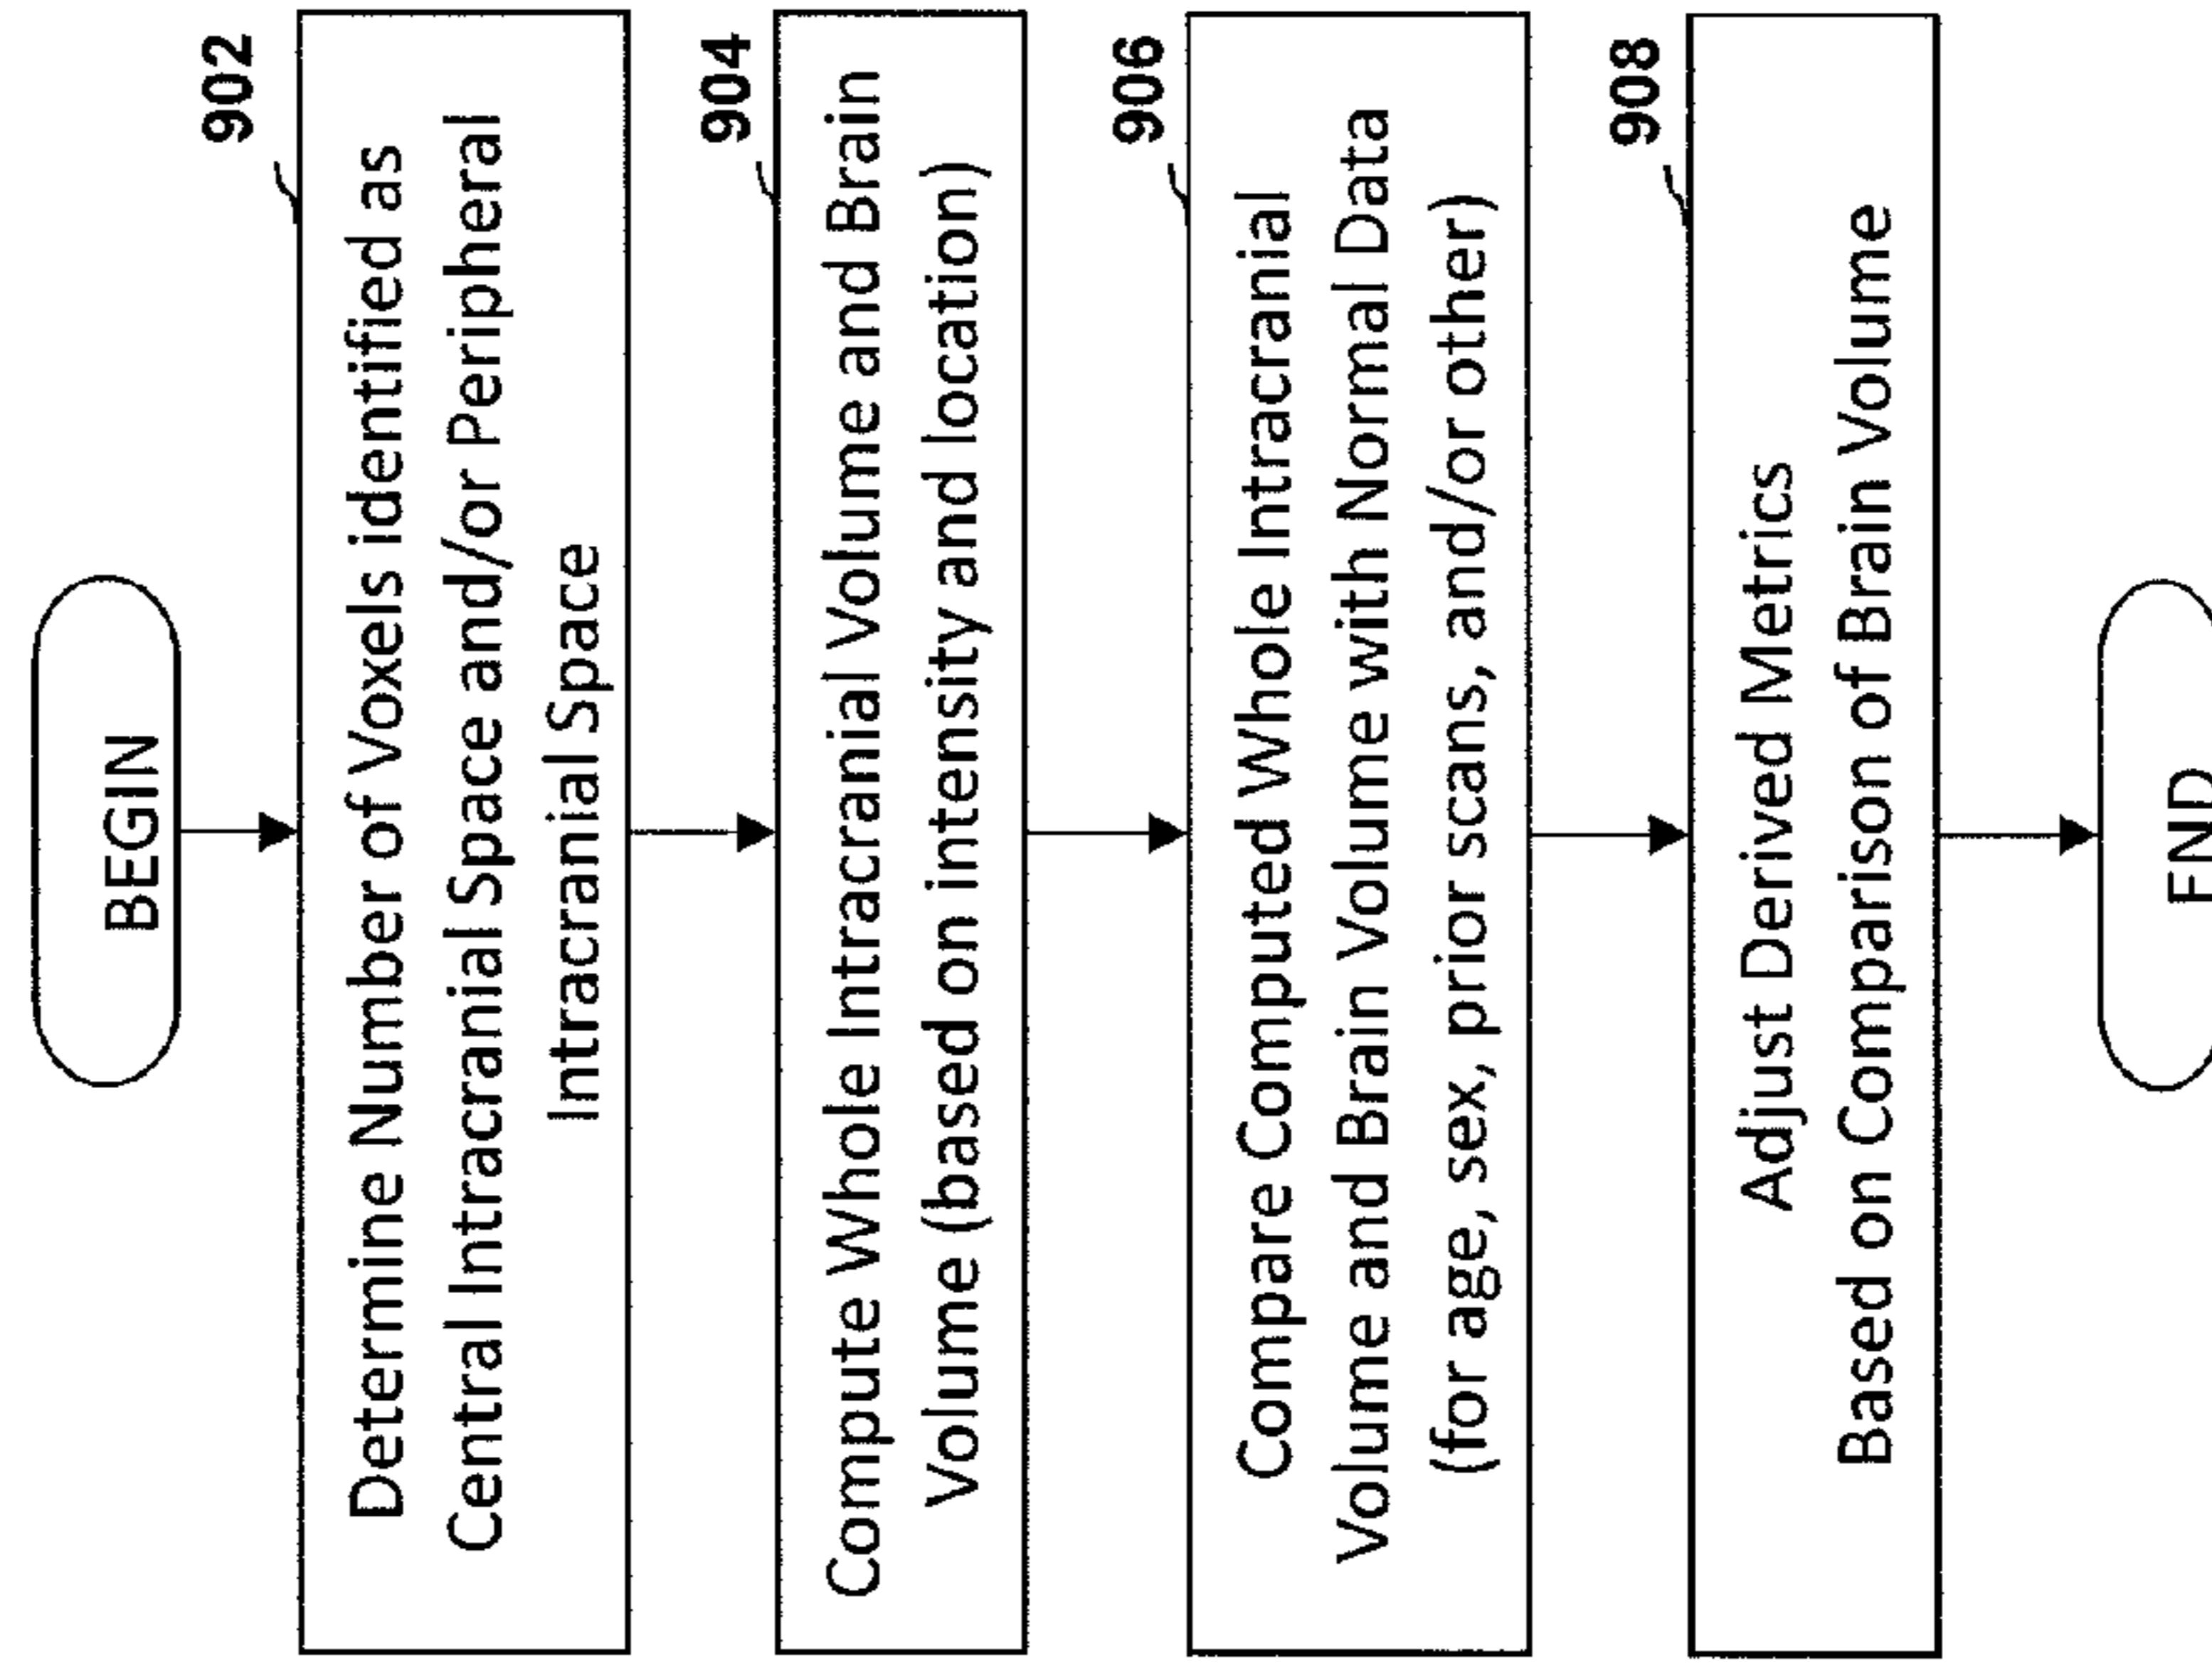 BEGIN
902
Determine Number of Voxels identified as
Central Intracranial Space and/or Peripheral
Intracranial Space
904
Compute Whole Intracranial Volume and Brain
Volume (based on intensity and location)
906
Compare Computed Whole Intracranial
Volume and Brain Volume with Normal Data
(for age, sex, prior scans, and/or other)
908
Adjust Derived Metrics
Based on Comparison of Brain Volume
END